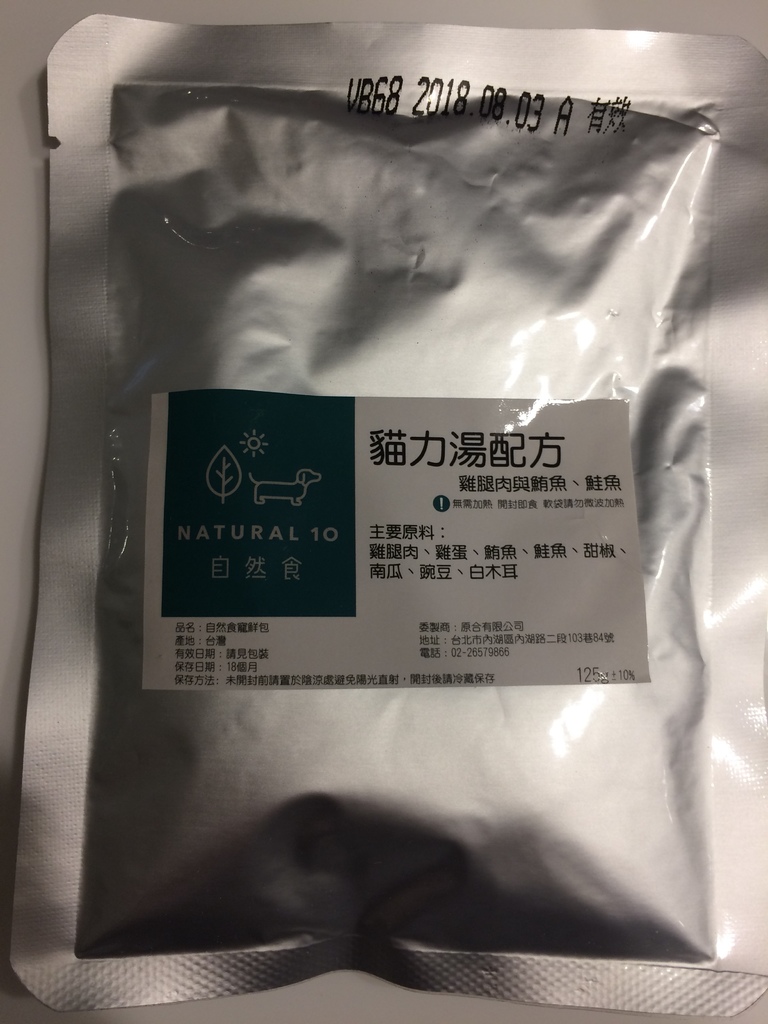 VB68 2018.08.03 A 有效
NATURAL 10
自然食
貓力湯配方
雞腿肉與鮪魚、鮭魚
! 無需加熱 開封即食 軟袋請勿微波加熱
主要原料：
雞腿肉、雞蛋、鮪魚、鮭魚、甜椒、
南瓜、豌豆、白木耳
品名：自然食寵鮮包
產地：台灣
有效日期：請見包裝
保存日期：18個月
保存方法：未開封前請置於陰涼處避免陽光直射，開封後請冷藏保存
委製商：原合有限公司
地址：台北市內湖區內湖路二段103巷84號
電話：02-26579866
125g±10%